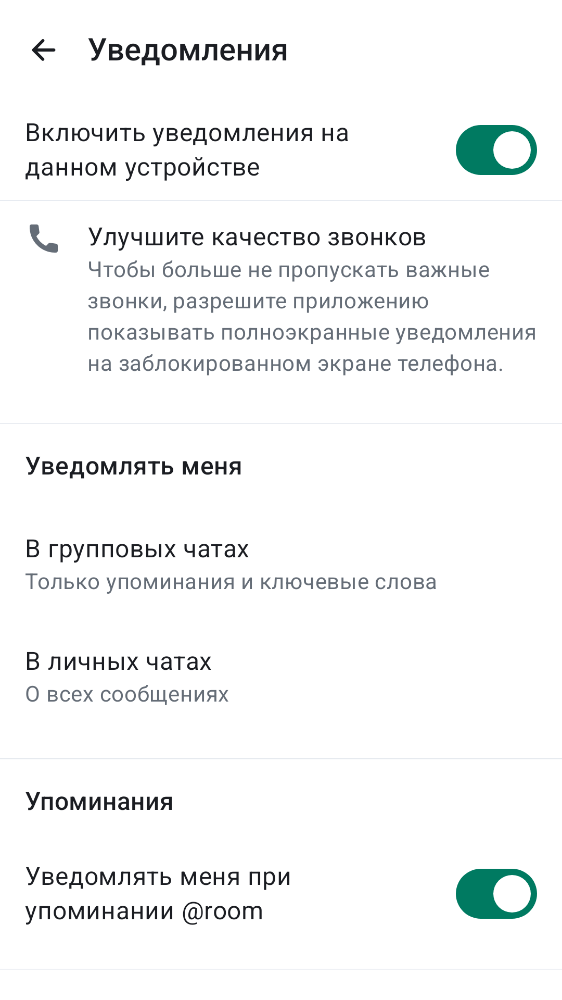 Уведомления
Включить уведомления на
данном устройстве
Улучшите качество звонков
Чтобы больше не пропускать важные
звонки, разрешите приложению
показывать полноэкранные уведомления
на заблокированном экране телефона.
Уведомлять меня
В групповых чатах
Только упоминания и ключевые слова
В личных чатах
О всех сообщениях
Упоминания
Уведомлять меня при
упоминании @room